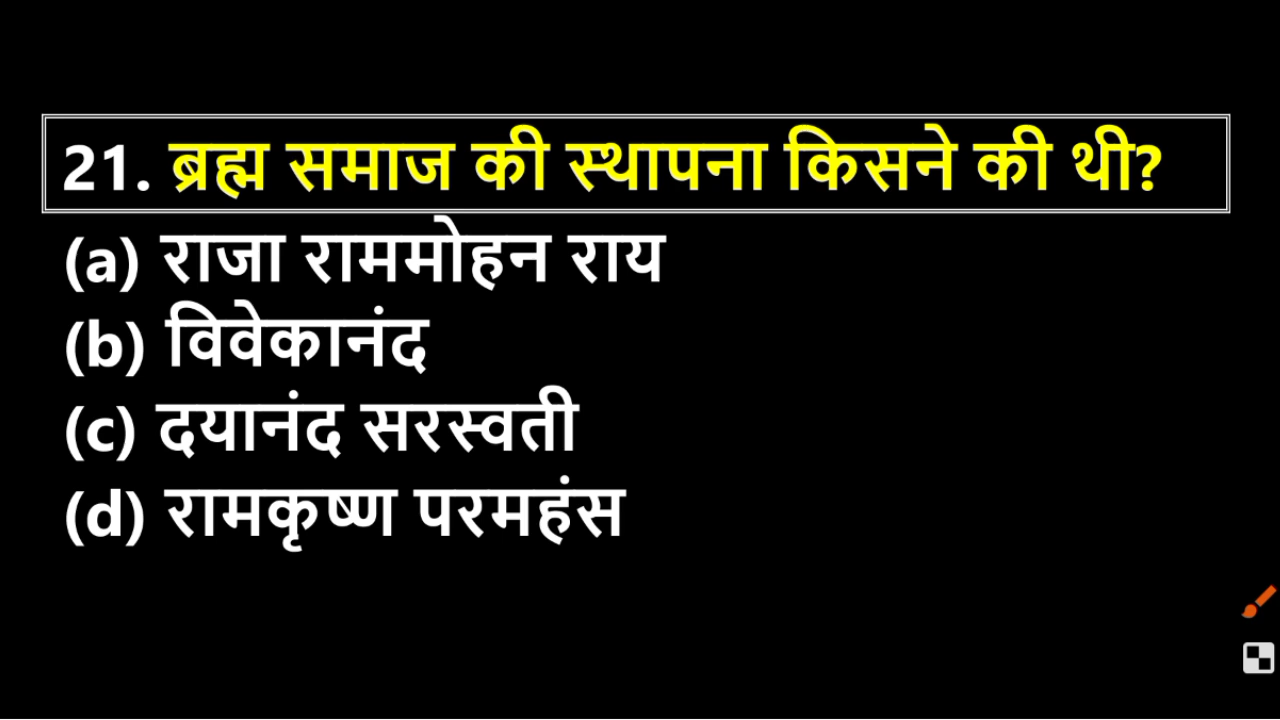 21. ब्रह्म समाज की स्थापना किसने की थी?
(a) राजा राममोहन राय
(b) विवेकानंद
(c) दयानंद सरस्वती
(d) रामकृष्ण परमहंस